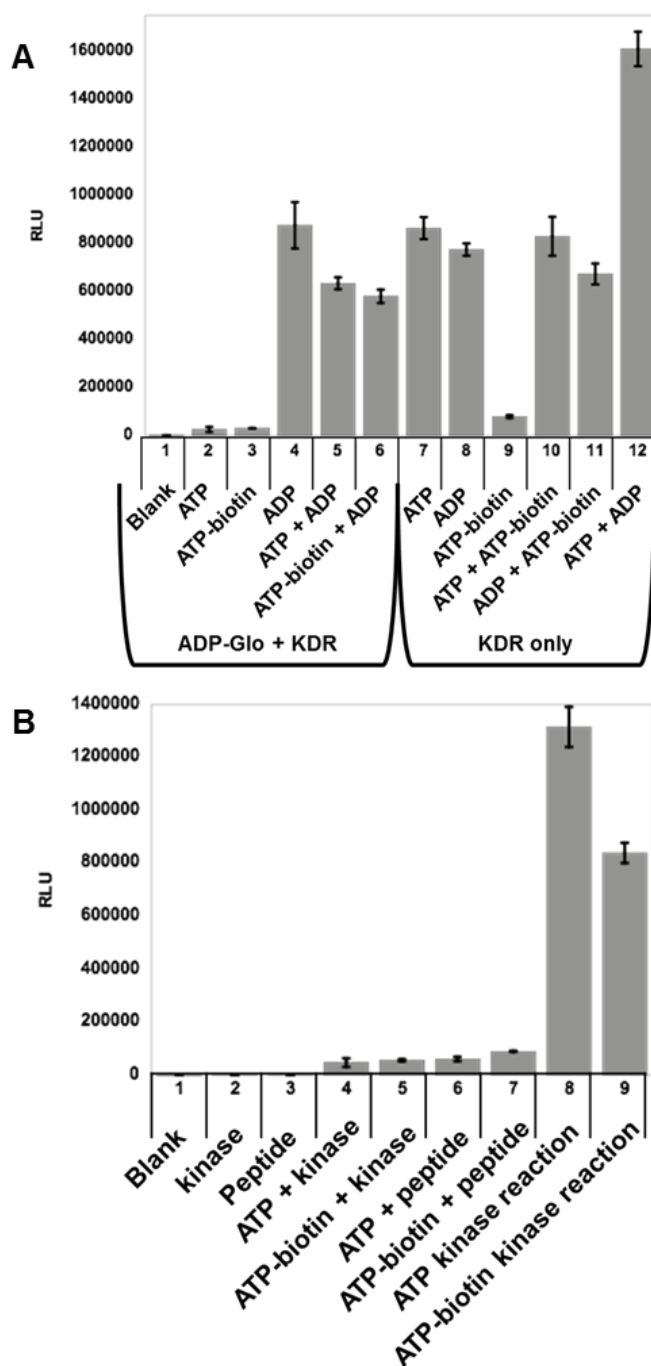 A
1600000
1400000
1200000
1000000
800000
600000
400000
200000
0
RLU
1 2 3 4 5 6 7 8 9 10 11 12
Blank
ATP
ATP-biotin
ADP
ATP + ADP
ATP-biotin + ADP
ATP
ADP
ATP-biotin
ATP + ATP-biotin
ADP + ATP-biotin
ATP + ADP
ADP-Glo + KDR
KDR only
B
1400000
1200000
1000000
800000
600000
400000
200000
0
RLU
1 2 3 4 5 6 7 8 9
Blank
kinase
Peptide
ATP + kinase
ATP-biotin + kinase
ATP + peptide
ATP-biotin + peptide
ATP kinase reaction
ATP-biotin kinase reaction